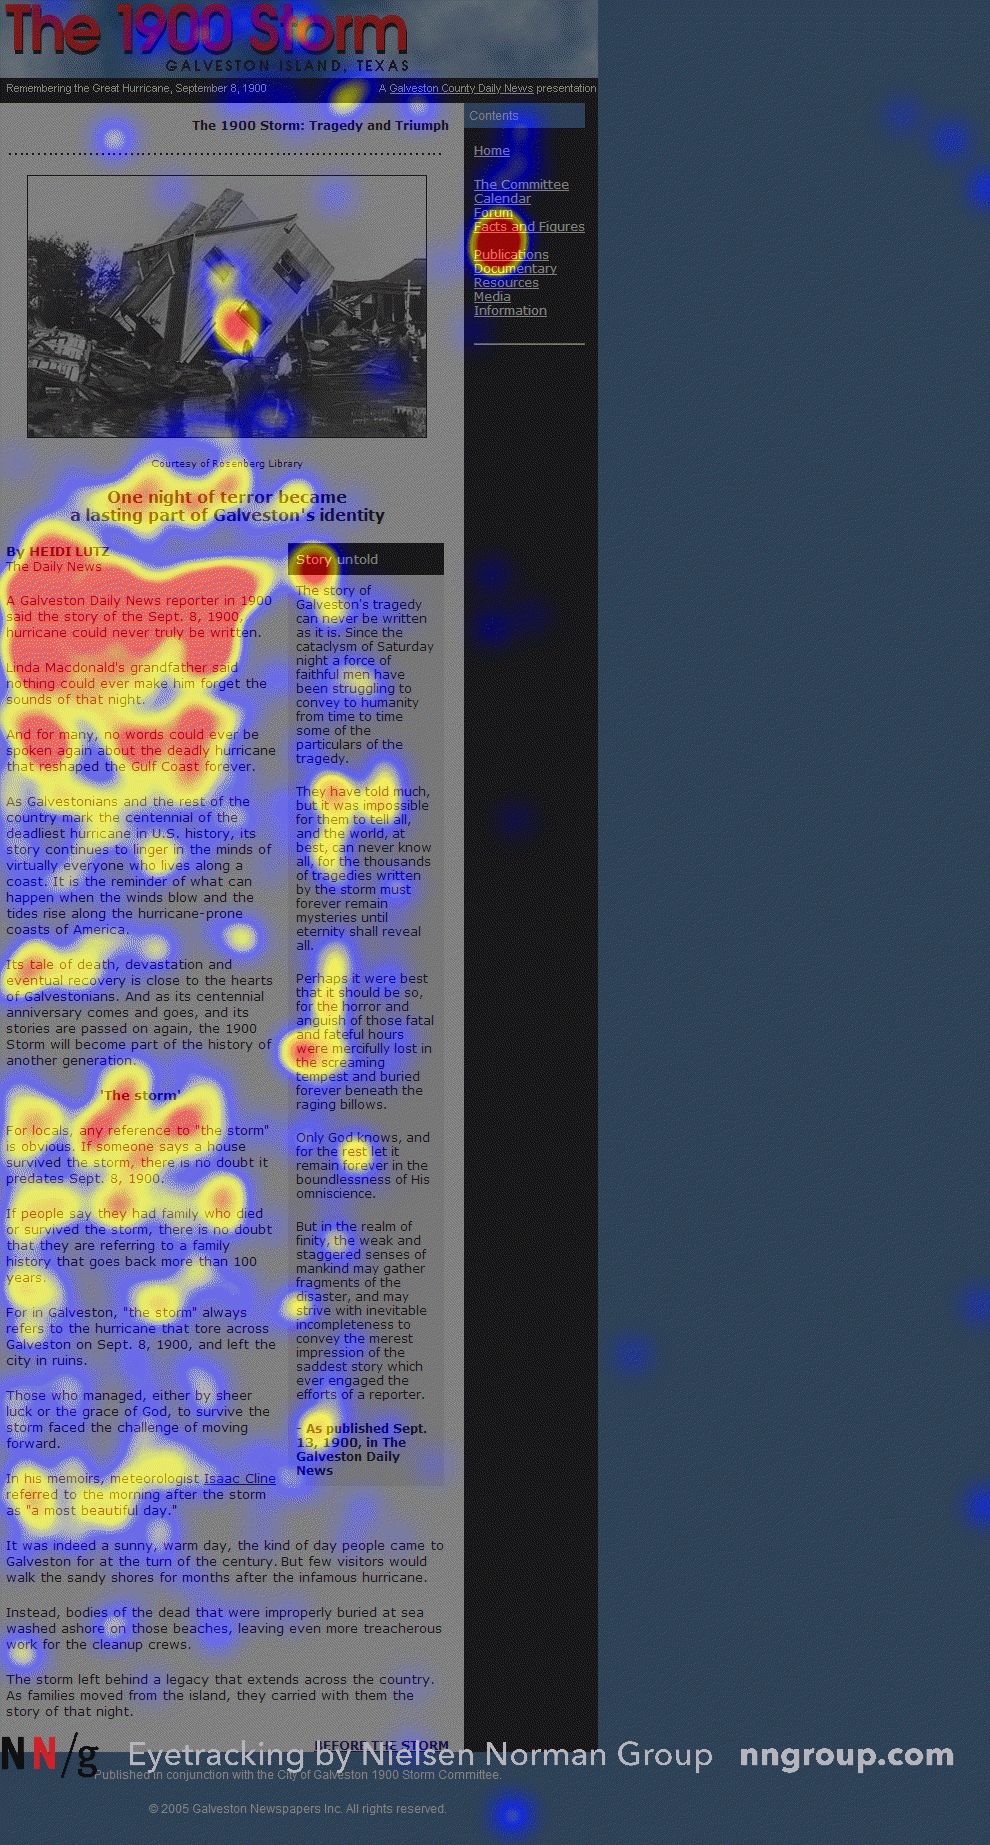 The 1900 Storm
GALVESTON ISLAND, TEXAS
Remembering the Great Hurricane, September 8, 1900
A Galveston County Daily News presentation
The 1900 Storm: Tragedy and Triumph
Contents
Home
The Committee
Calendar
Forum
Facts and Figures
Publications
Documentary
Resources
Media
Information
Courtesy of Rosenberg Library
One night of terror became
a lasting part of Galveston's identity
By HEIDI LUTZ
The Daily News
A Galveston Daily News reporter in 1900
said the story of the Sept. 8, 1900,
hurricane could never truly be written.
Linda Macdonald's grandfather said
nothing could ever make him forget the
sounds of that night.
And for many, no words could ever be
spoken again about the deadly hurricane
that reshaped the Gulf Coast forever.
As Galvestonians and the rest of the
country mark the centennial of the
deadliest hurricane in U.S. history, its
story continues to linger in the minds of
virtually everyone who lives along a
coast. It is the reminder of what can
happen when the winds blow and the
tides rise along the hurricane-prone
coasts of America.
Its tale of death, devastation and
eventual recovery is close to the hearts
of Galvestonians. And as its centennial
anniversary comes and goes, and its
stories are passed on again, the 1900
Storm will become part of the history of
another generation.
'The storm'
For locals, any reference to "the storm"
is obvious. If someone says a house
survived the storm, there is no doubt it
predates Sept. 8, 1900.
If people say they had family who died
or survived the storm, there is no doubt
that they are referring to a family
history that goes back more than 100
years.
For in Galveston, "the storm" always
refers to the hurricane that tore across
Galveston on Sept. 8, 1900, and left the
city in ruins.
Those who managed, either by sheer
luck or the grace of God, to survive the
storm faced the challenge of moving
forward.
In his memoirs, meteorologist Isaac Cline
referred to the morning after the storm
as "a most beautiful day."
Story untold
The story of
Galveston's tragedy
can never be written
as it is. Since the
cataclysm of Saturday
night a force of
faithful men have
been struggling to
convey to humanity
from time to time
some of the
particulars of the
tragedy.
They have told much,
but it was impossible
for them to tell all,
and the world, at
best, can never know
all, for the thousands
of tragedies written
by the storm must
forever remain
mysteries until
eternity shall reveal
all.
Perhaps it were best
that it should be so,
for the horror and
anguish of those fatal
and fateful hours
were mercifully lost in
the screaming
tempest and buried
forever beneath the
raging billows.
Only God knows, and
for the rest let it
remain forever in the
boundlessness of His
omniscience.
But in the realm of
finity, the weak and
staggered senses of
mankind may gather
fragments of the
disaster, and may
strive with inevitable
incompleteness to
convey the merest
impression of the
saddest story which
ever engaged the
efforts of a reporter.
- As published Sept.
13, 1900, in The
Galveston Daily
News
It was indeed a sunny, warm day, the kind of day people came to
Galveston for at the turn of the century. But few visitors would
walk the sandy shores for months after the infamous hurricane.
Instead, bodies of the dead that were improperly buried at sea
washed ashore on those beaches, leaving even more treacherous
work for the cleanup crews.
The storm left behind a legacy that extends across the country.
As families moved from the island, they carried with them the
story of that night.
BEFORE THE STORM
NN/g Eyetracking by Nielsen Norman Group nngroup.com
Published in conjunction with the City of Galveston 1900 Storm Committee.
© 2005 Galveston Newspapers Inc. All rights reserved.